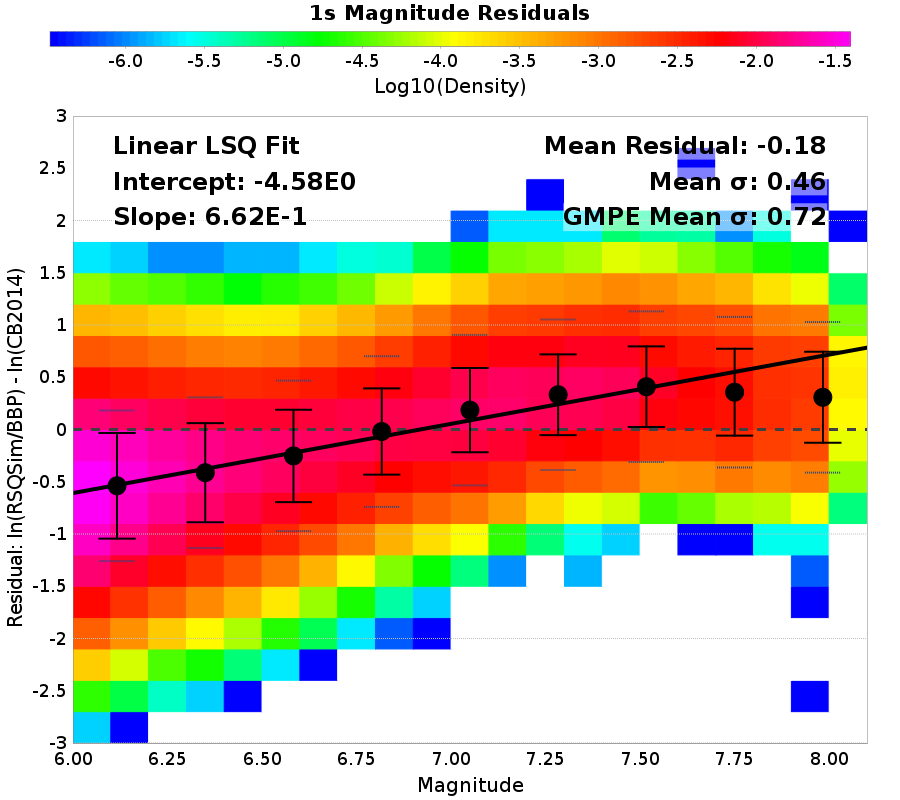 1s Magnitude Residuals
-6.0 -5.5 -5.0 -4.5 -4.0 -3.5 -3.0 -2.5 -2.0 -1.5
Log10(Density)
Linear LSQ Fit
Intercept: -4.58E0
Slope: 6.62E-1
Mean Residual: -0.18
Mean σ: 0.46
GMPE Mean σ: 0.72
Residual: ln(RSQSim/BBP) - ln(CB2014)
3
2.5
2
1.5
1
0.5
0
-0.5
-1
-1.5
-2
-2.5
-3
6.00 6.25 6.50 6.75 7.00 7.25 7.50 7.75 8.00
Magnitude